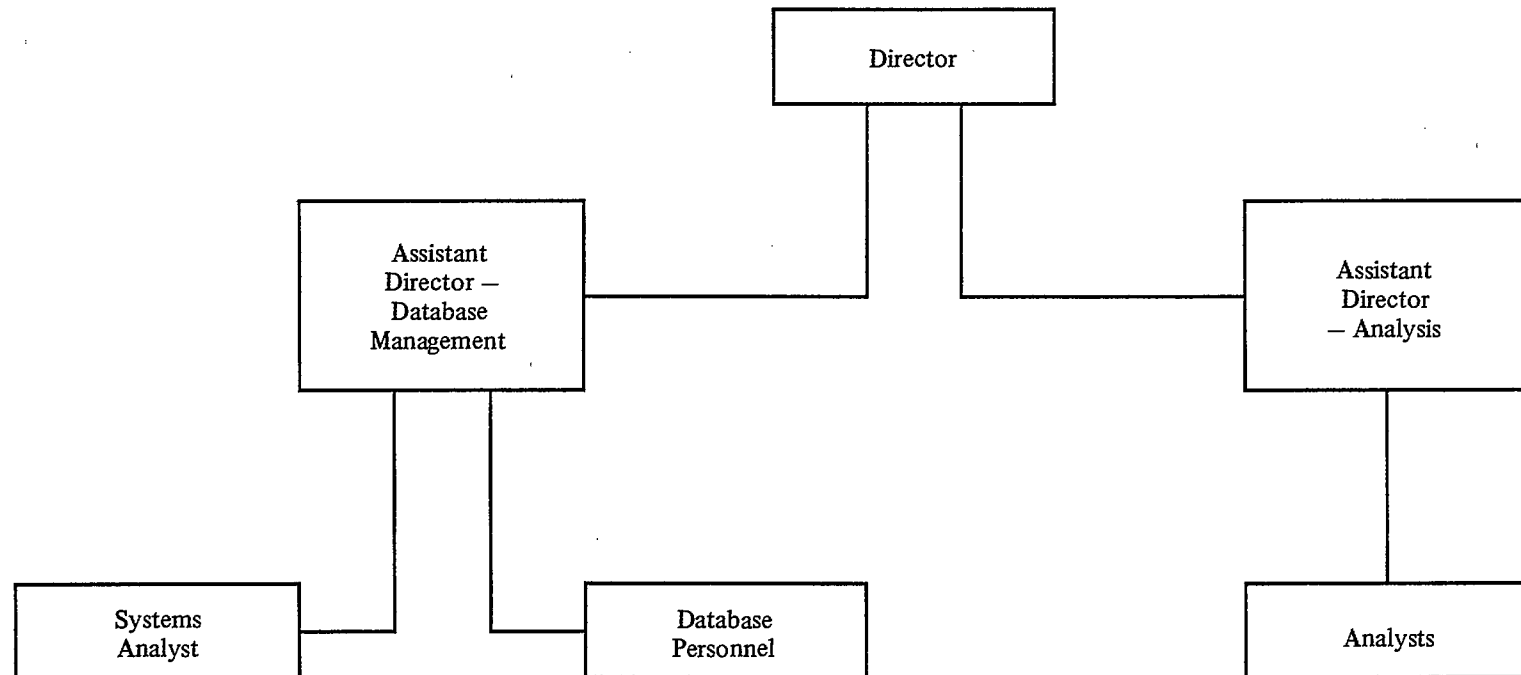 Director
Assistant
Director —
Database
Management
Assistant
Director
— Analysis
Systems
Analyst
Database
Personnel
Analysts